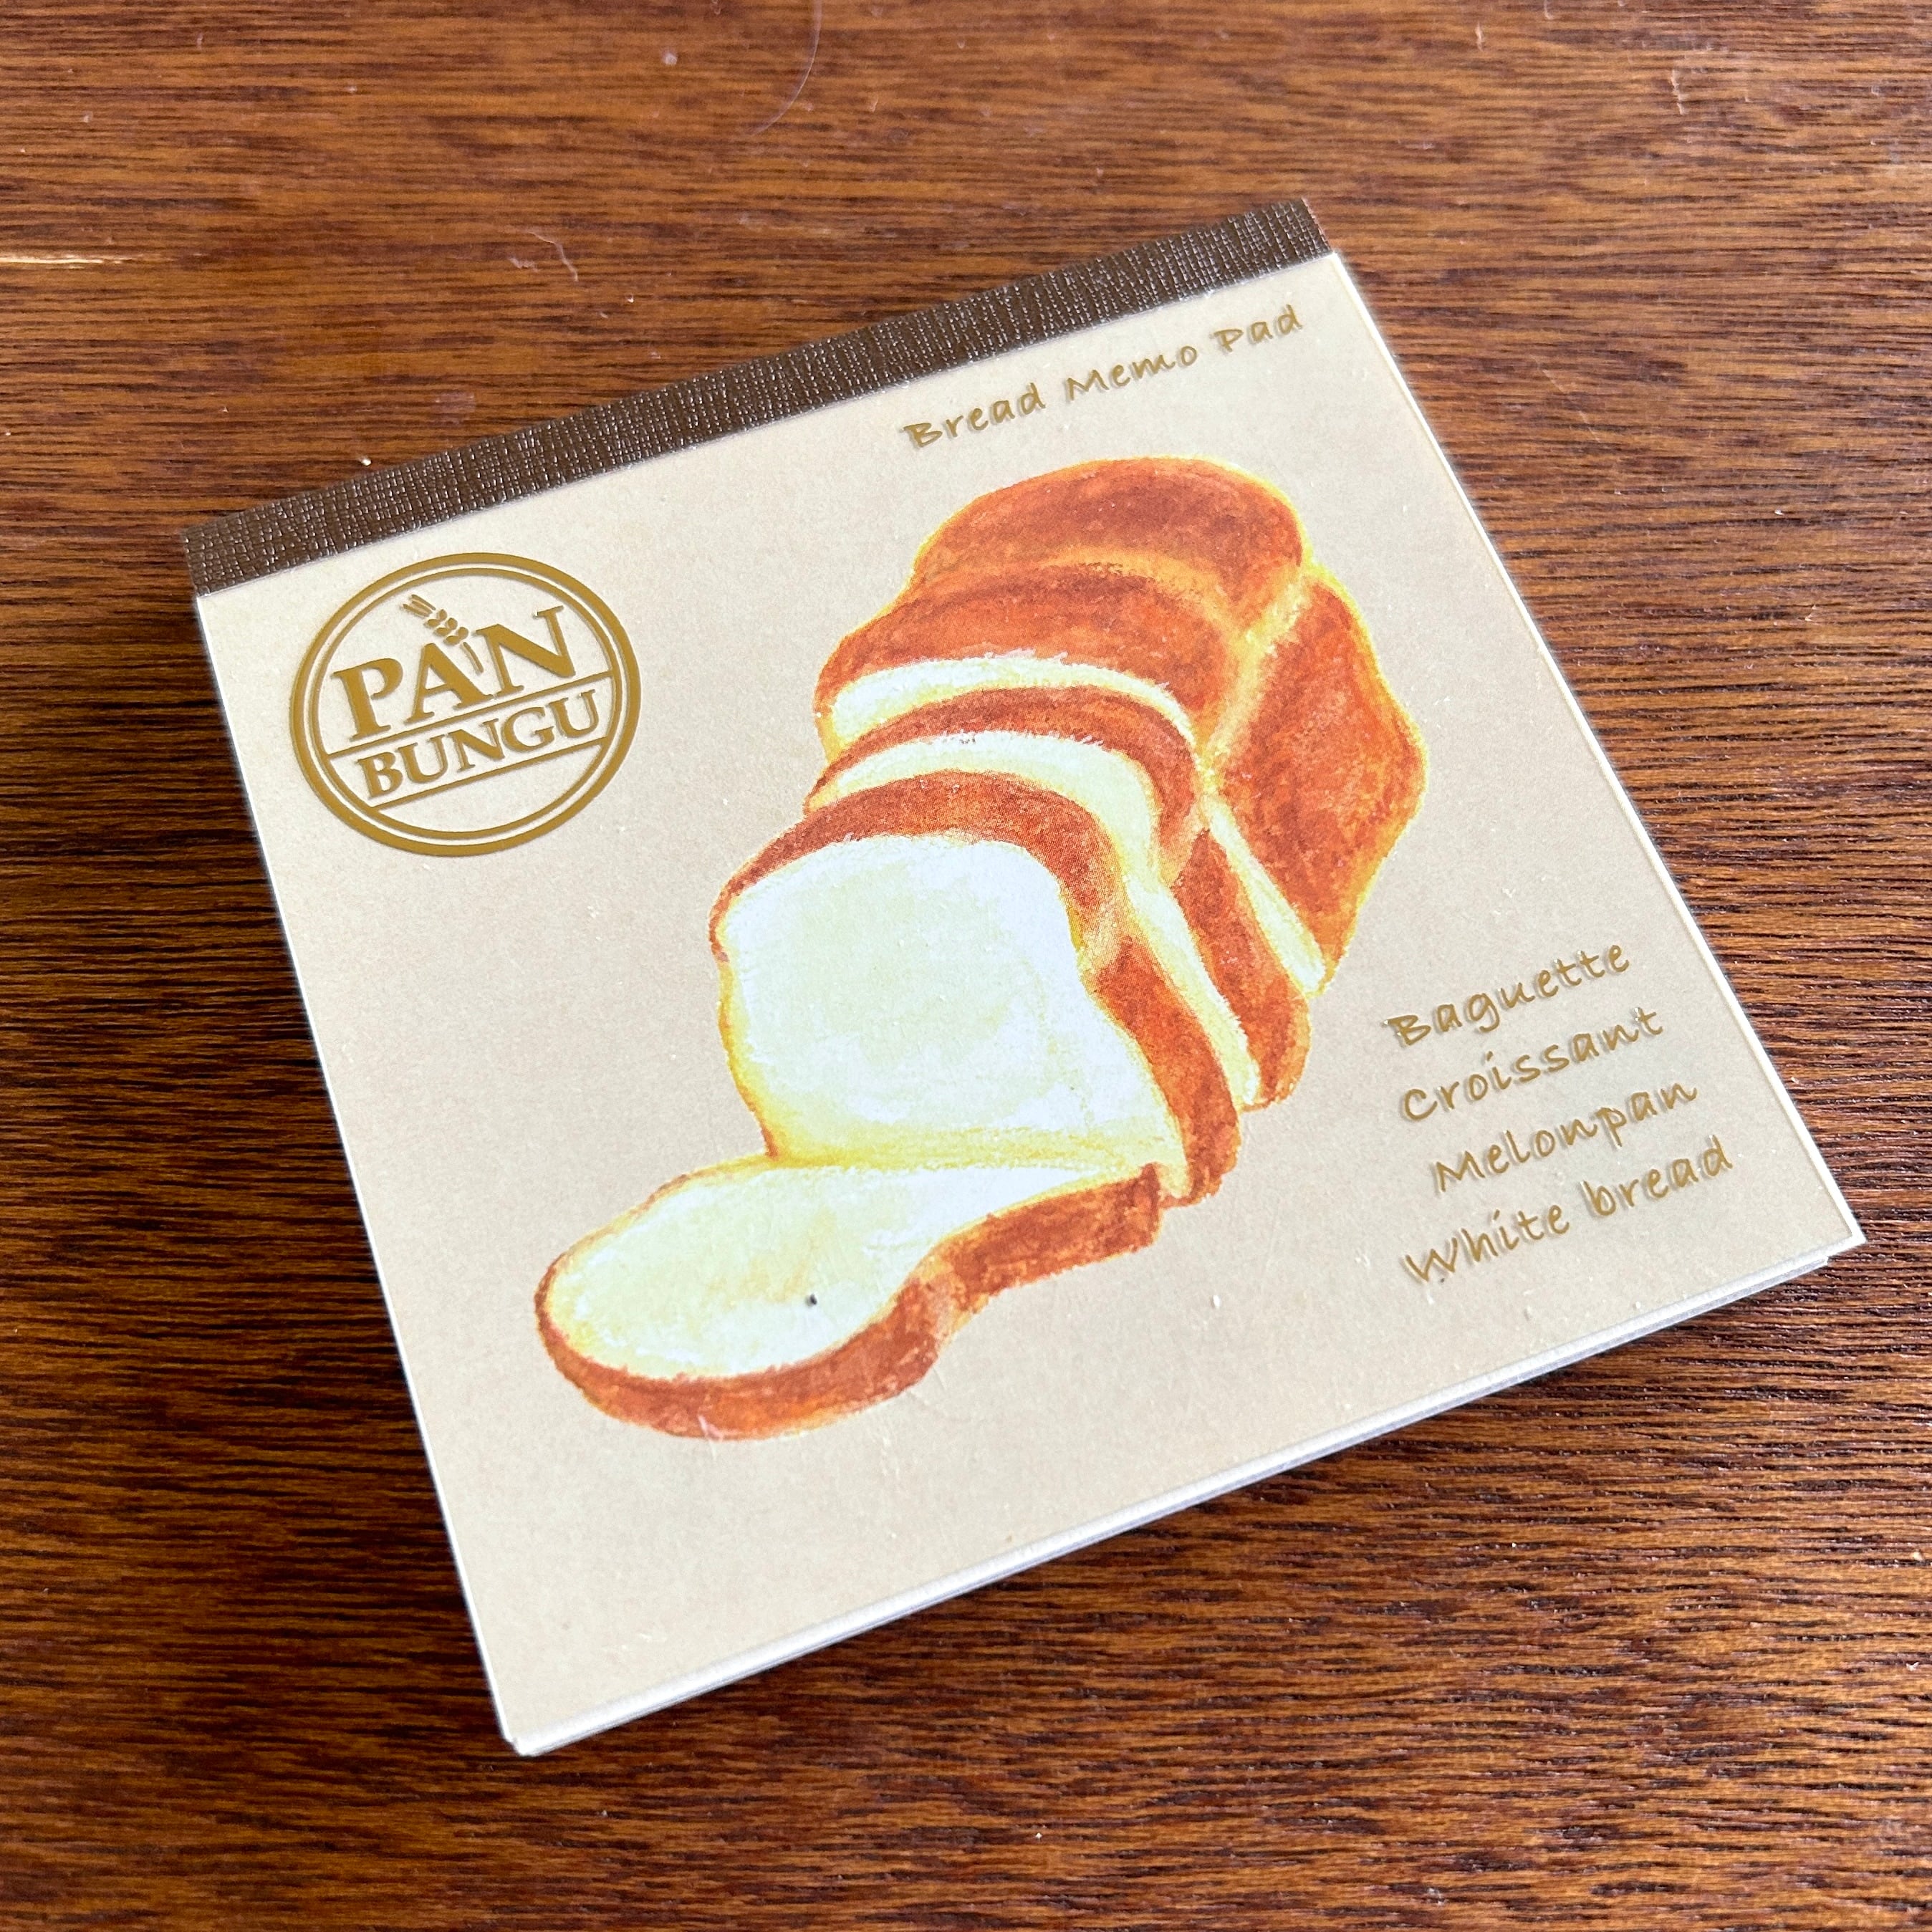 Bread Memo Pad
PAN
BUNGU
Baguette
Croissant
Melonpan
White bread